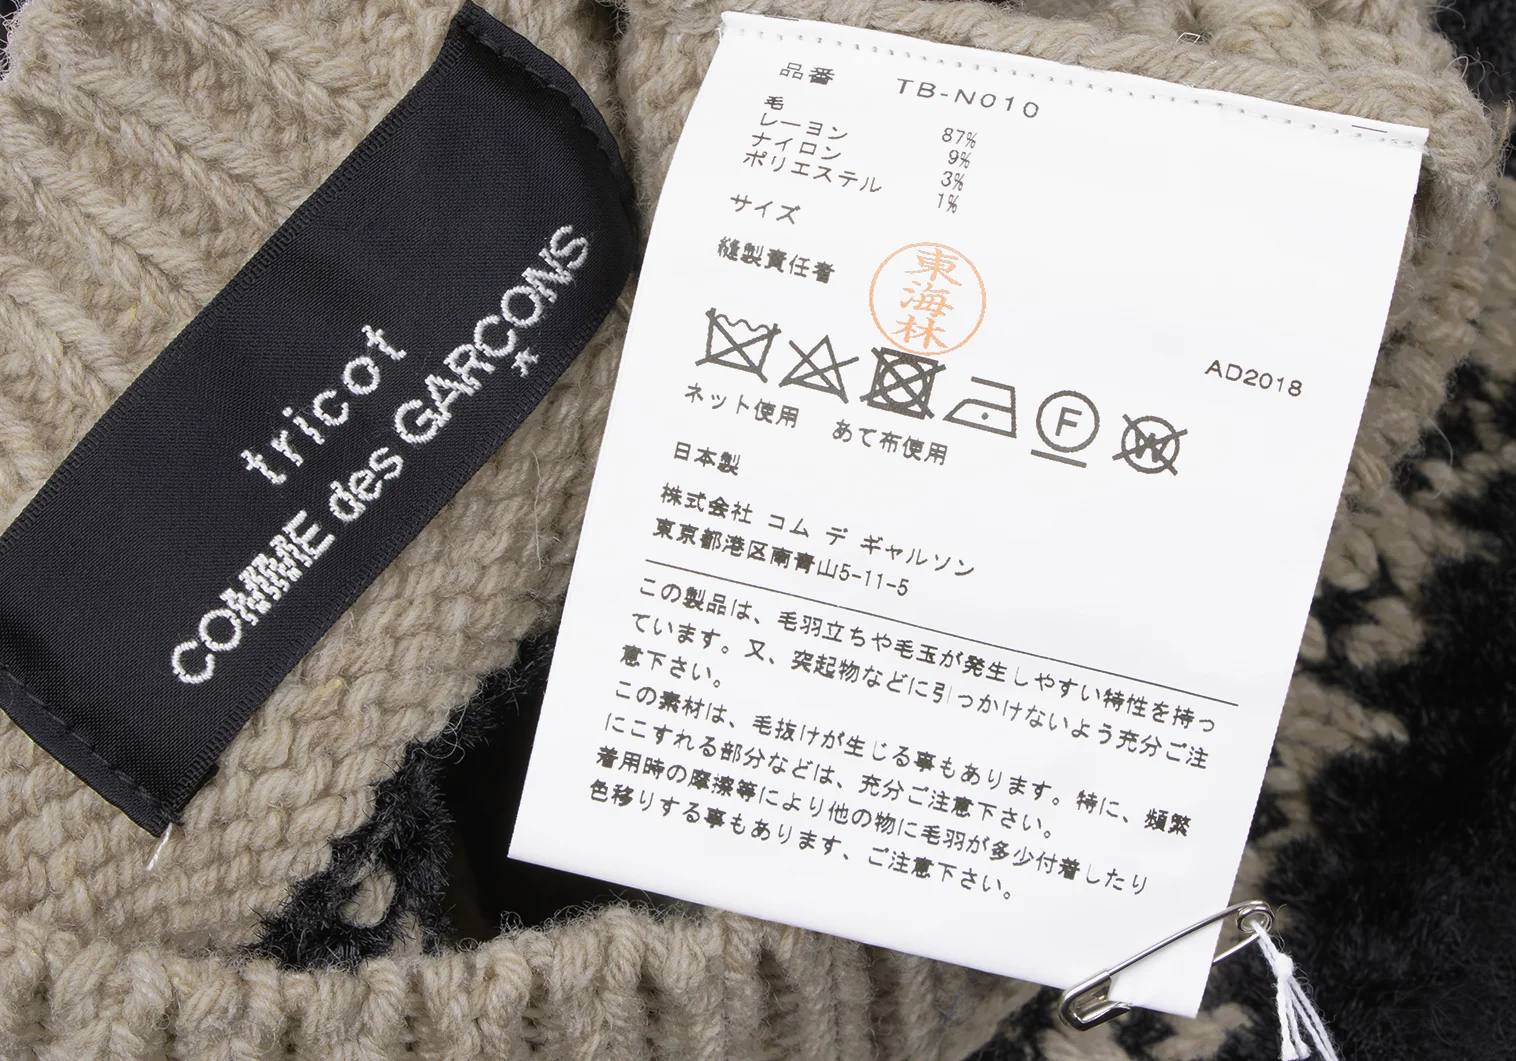 tricot
COMME des GARCONS
*
品番 TB-N010
毛 87%
レーヨン 9%
ナイロン 3%
ポリエステル 1%
サイズ
縫製責任者
東海林
AD2018
F
W
ネット使用 あて布使用
日本製
株式会社 コム デ ギャルソン
東京都港区南青山5-11-5
この製品は、毛羽立ちや毛玉が発生しやすい特性を持っ
ています。又、突起物などに引っかけないよう充分ご注
意下さい。
この素材は、毛抜けが生じる事もあります。特に、頻繁
にこすれる部分などは、充分ご注意下さい。
着用時の摩擦等により他の物に毛羽が多少付着したり
色移りする事もあります、ご注意下さい。